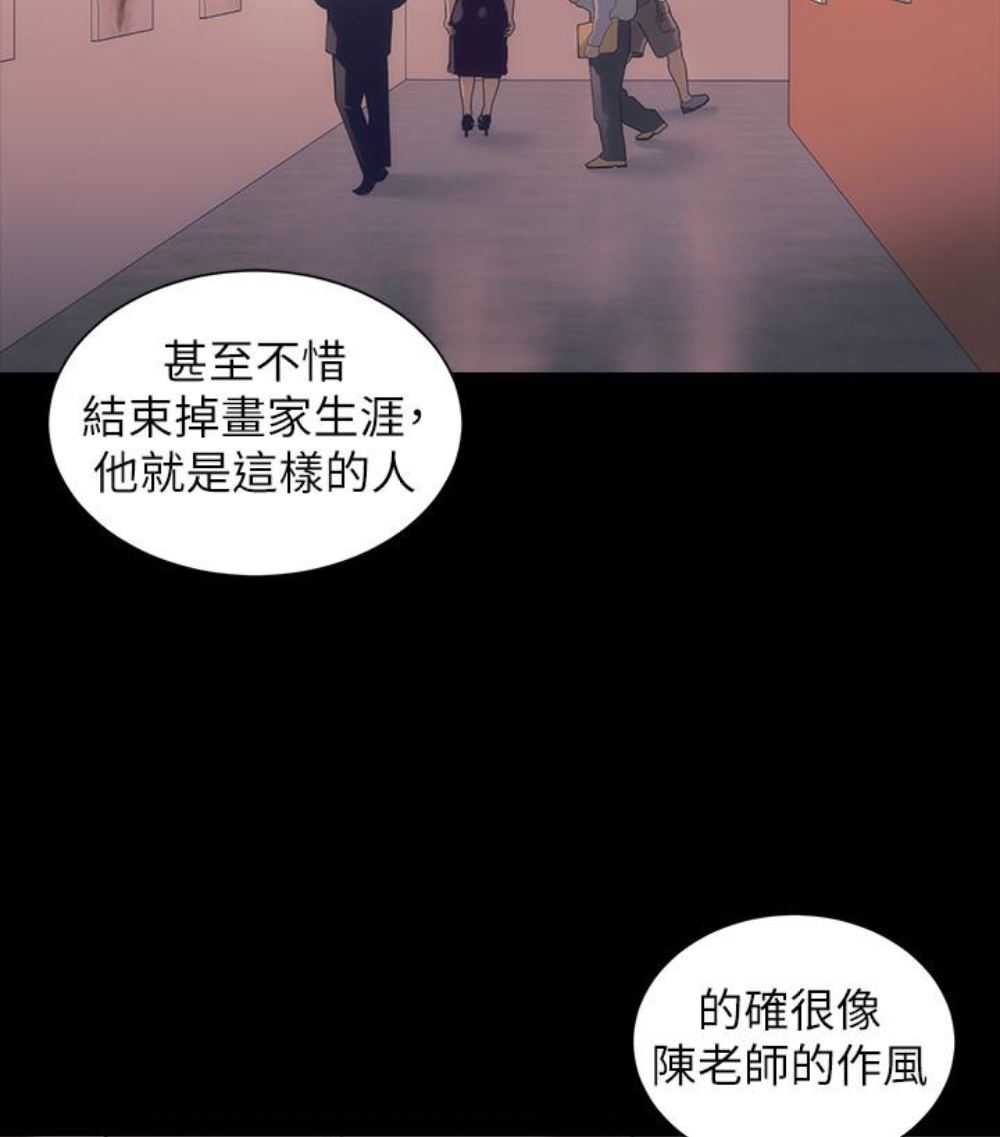 甚至不惜
結束掉畫家生涯，
他就是這樣的人
的確很像
陳老師的作風